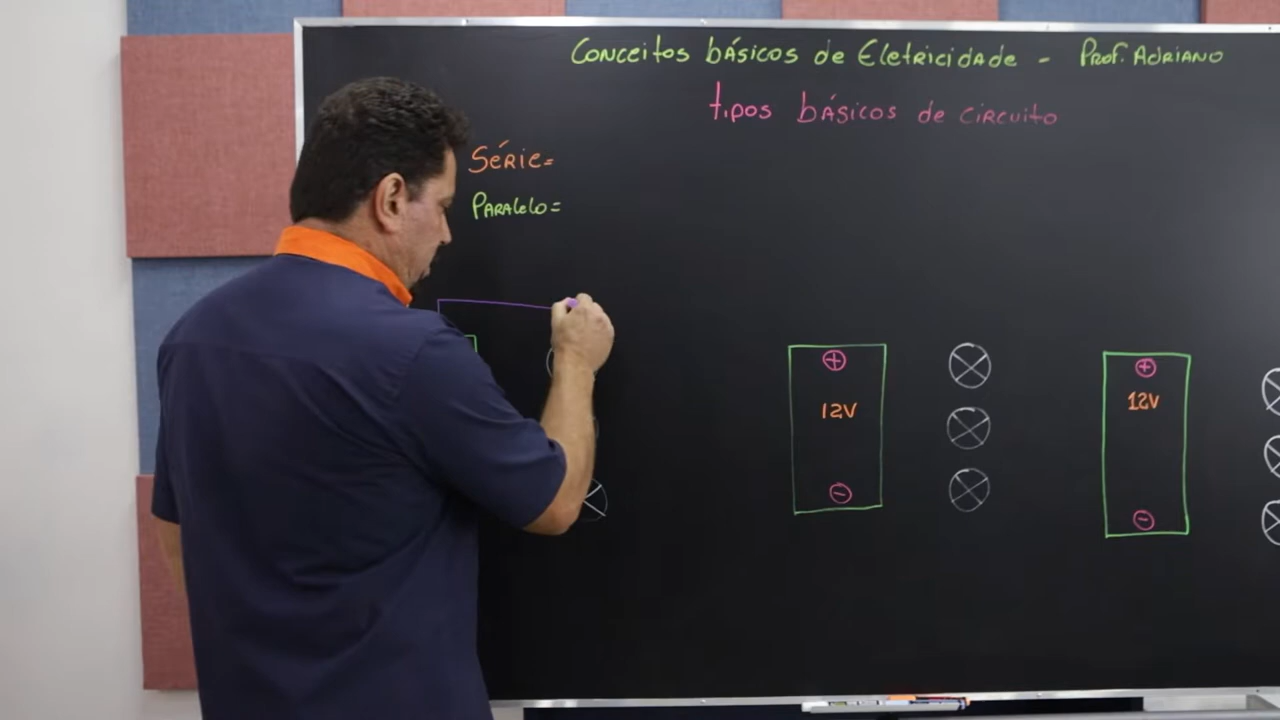 Conceitos básicos de Eletricidade - Prof. Adriano
tipos básicos de circuito
Série=
Paralelo=
+
12V
-
+
12V
-